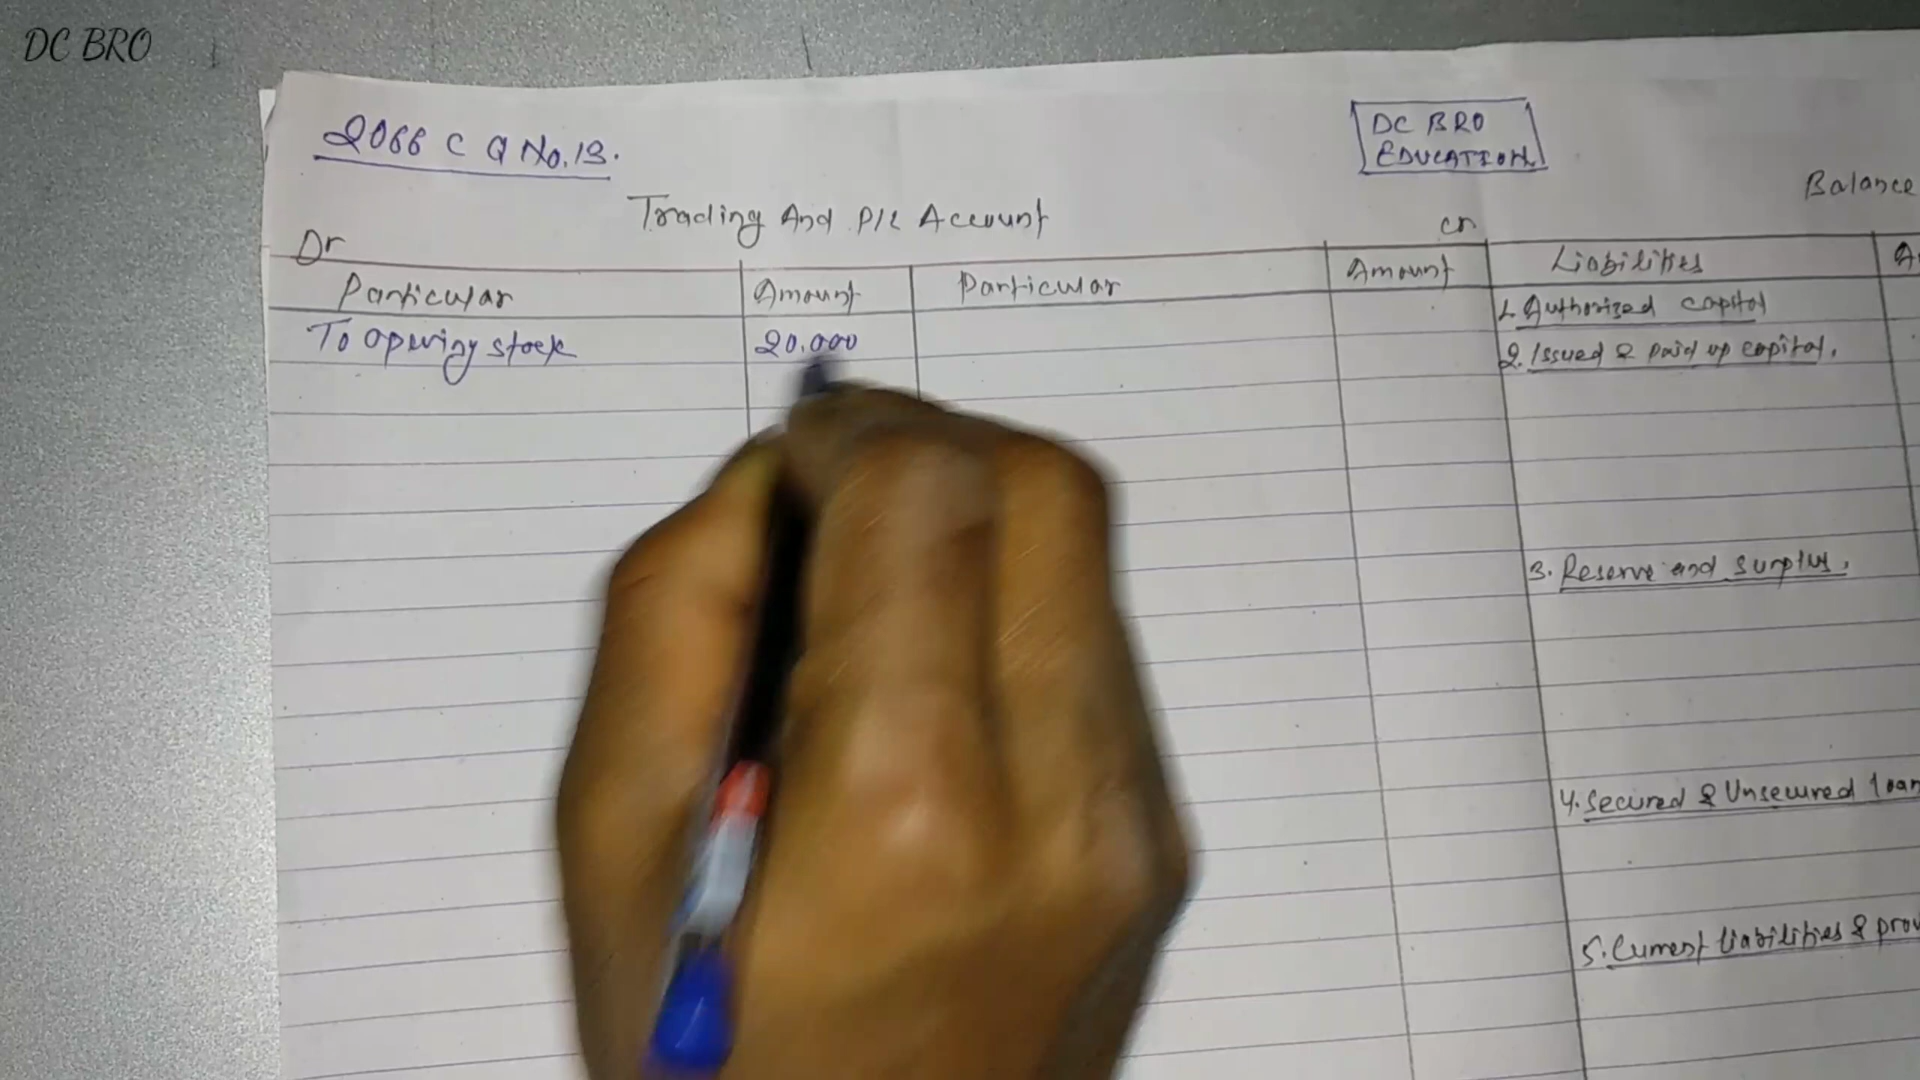 DC BRO
2066 C Q No.13.
DC BRO
EDUCATION
Trading And P/L Account
Balance
Dr
cr
Particular Amount Particular Amount
Liabilities
To opening stock 20,000
1. Authorized capital
2. Issued & paid up capital.
3. Reserve and surplus.
4. Secured & Unsecured loan
5. Current liabilities & prov